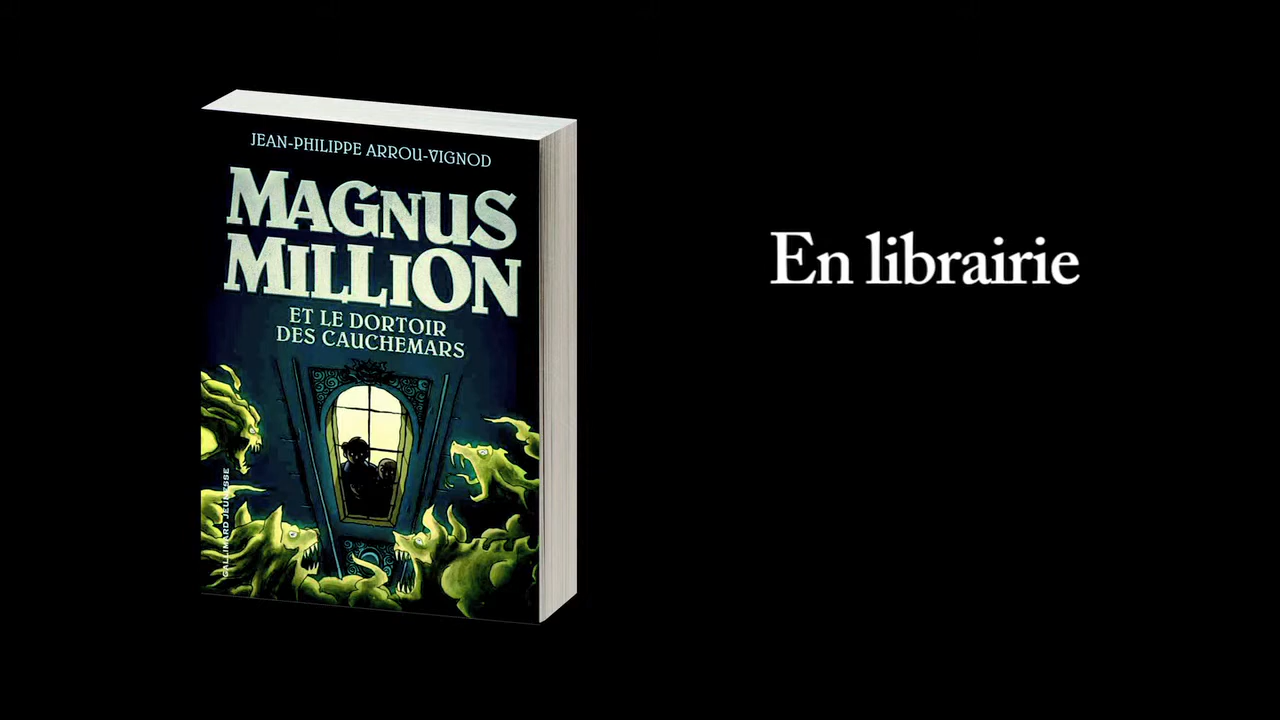 JEAN-PHILIPPE ARROU-VIGNOD
MAGNUS
MILLION
ET LE DORTOIR
DES CAUCHEMARS
GALLIMARD JEUNESSE
En librairie